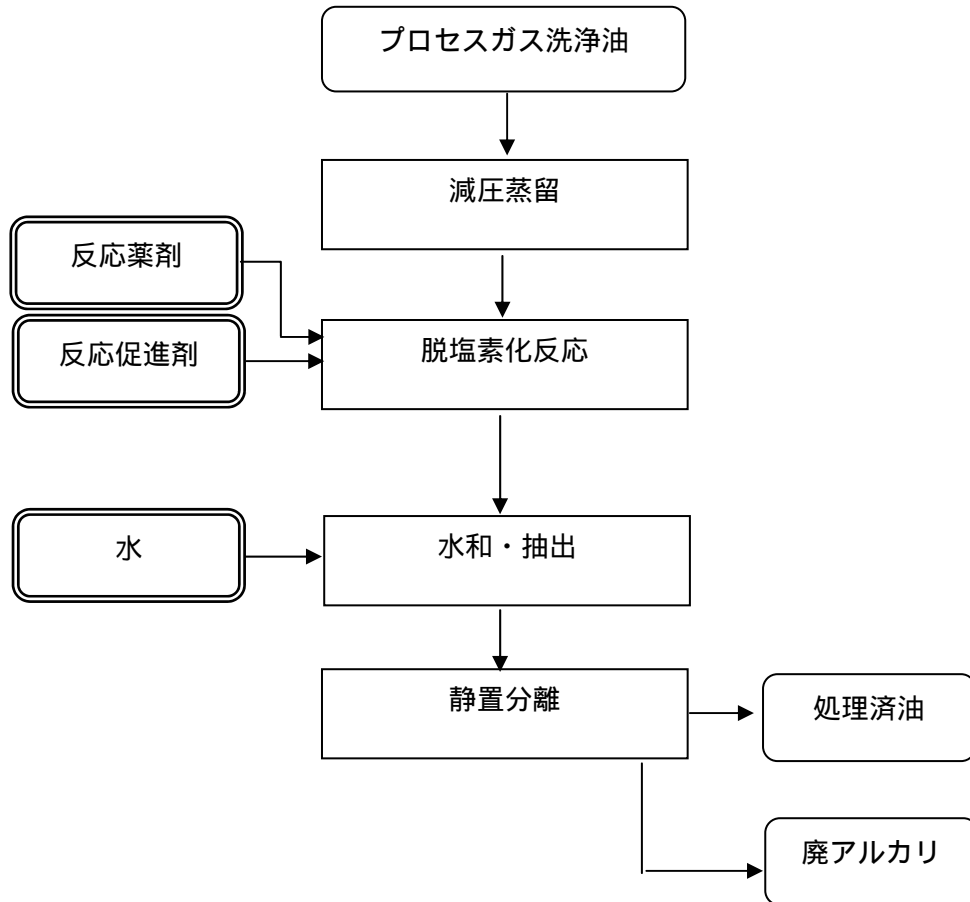 プロセスガス洗浄油
減圧蒸留
反応薬剤
反応促進剤
脱塩素化反応
水
水和・抽出
静置分離
処理済油
廃アルカリ